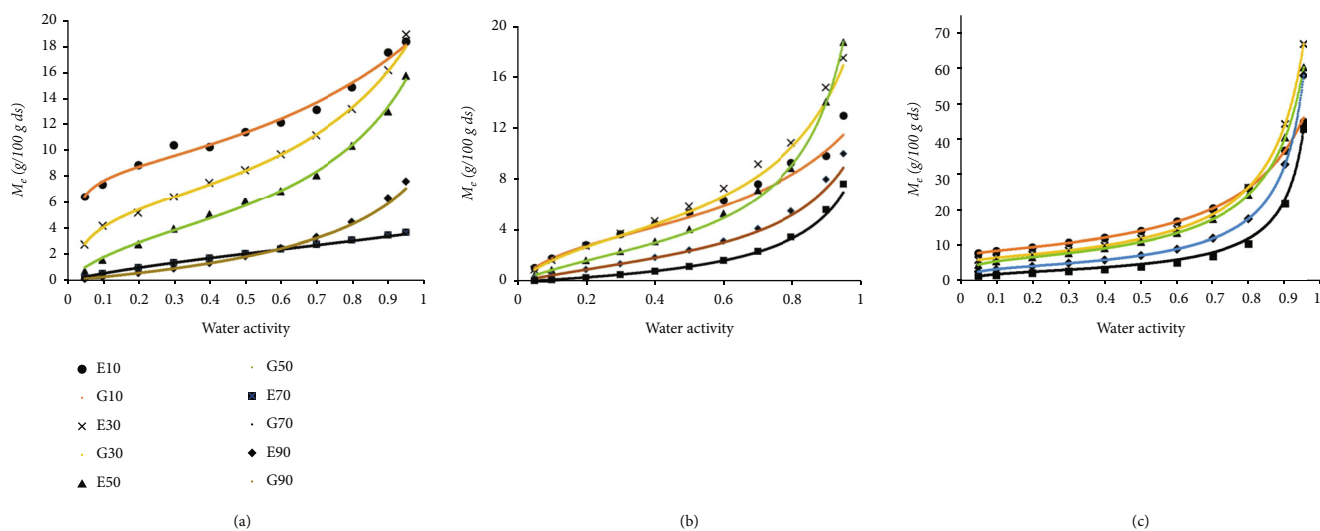 20
18
16
14
12
10
8
6
4
2
0
0 0.1 0.2 0.3 0.4 0.5 0.6 0.7 0.8 0.9 1
M_e (g/100 g ds)
Water activity
E10
G10
E30
G30
E50
G50
E70
G70
E90
G90
(a)
20
16
12
8
4
0
0 0.2 0.4 0.6 0.8 1
M_e (g/100 g ds)
Water activity
(b)
70
60
50
40
30
20
10
0
0 0.1 0.2 0.3 0.4 0.5 0.6 0.7 0.8 0.9 1
M_e (g/100 g ds)
Water activity
(c)